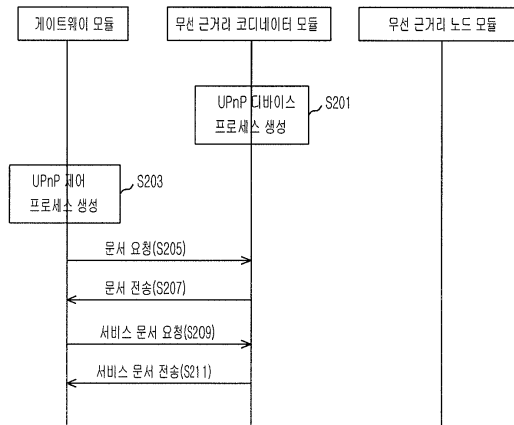 게이트웨이 모듈
무선 근거리 코디네이터 모듈
무선 근거리 노드 모듈
UPnP 디바이스
프로세스 생성
S201
UPnP 제어
프로세스 생성
S203
문서 요청(S205)
문서 전송(S207)
서비스 문서 요청(S209)
서비스 문서 전송(S211)